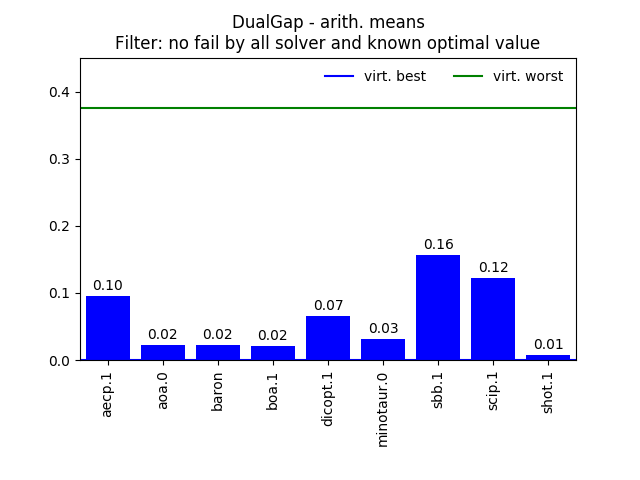 DualGap - arith. means
Filter: no fail by all solver and known optimal value
virt. best
virt. worst
0.4
0.3
0.2
0.1
0.0
0.10
0.02
0.02
0.02
0.07
0.03
0.16
0.12
0.01
aecp.1
aoa.0
baron
boa.1
dicopt.1
minotaur.0
sbb.1
scip.1
shot.1